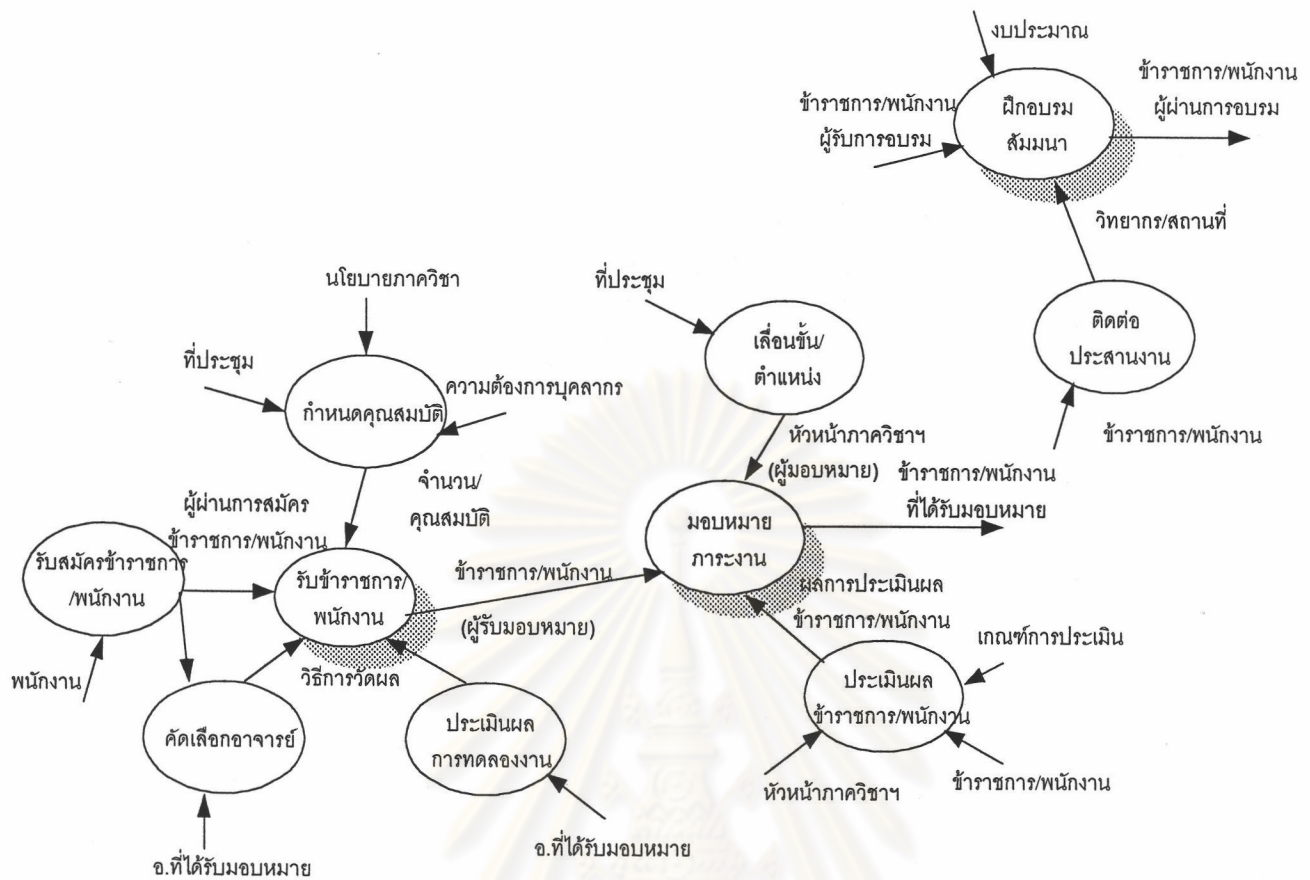 งบประมาณ
ข้าราชการ/พนักงาน
ผู้รับการอบรม
ฝึกอบรม
สัมมนา
ข้าราชการ/พนักงาน
ผู้ผ่านการอบรม
วิทยากร/สถานที่
ติดต่อ
ประสานงาน
ข้าราชการ/พนักงาน
นโยบายภาควิชา
ที่ประชุม
กำหนดคุณสมบัติ
ความต้องการบุคลากร
จำนวน/
คุณสมบัติ
ที่ประชุม
เลื่อนขั้น/
ตำแหน่ง
หัวหน้าภาควิชาฯ
(ผู้มอบหมาย)
ข้าราชการ/พนักงาน
ที่ได้รับมอบหมาย
มอบหมาย
ภาระงาน
ผู้ผ่านการสมัคร
ข้าราชการ/พนักงาน
รับสมัครข้าราชการ
/พนักงาน
พนักงาน
รับข้าราชการ/
พนักงาน
ข้าราชการ/พนักงาน
(ผู้รับมอบหมาย)
วิธีการวัดผล
คัดเลือกอาจารย์
อ.ที่ได้รับมอบหมาย
ประเมินผล
การทดลองงาน
อ.ที่ได้รับมอบหมาย
ผลการประเมินผล
ข้าราชการ/พนักงาน
เกณฑ์การประเมิน
ประเมินผล
ข้าราชการ/พนักงาน
หัวหน้าภาควิชาฯ
ข้าราชการ/พนักงาน